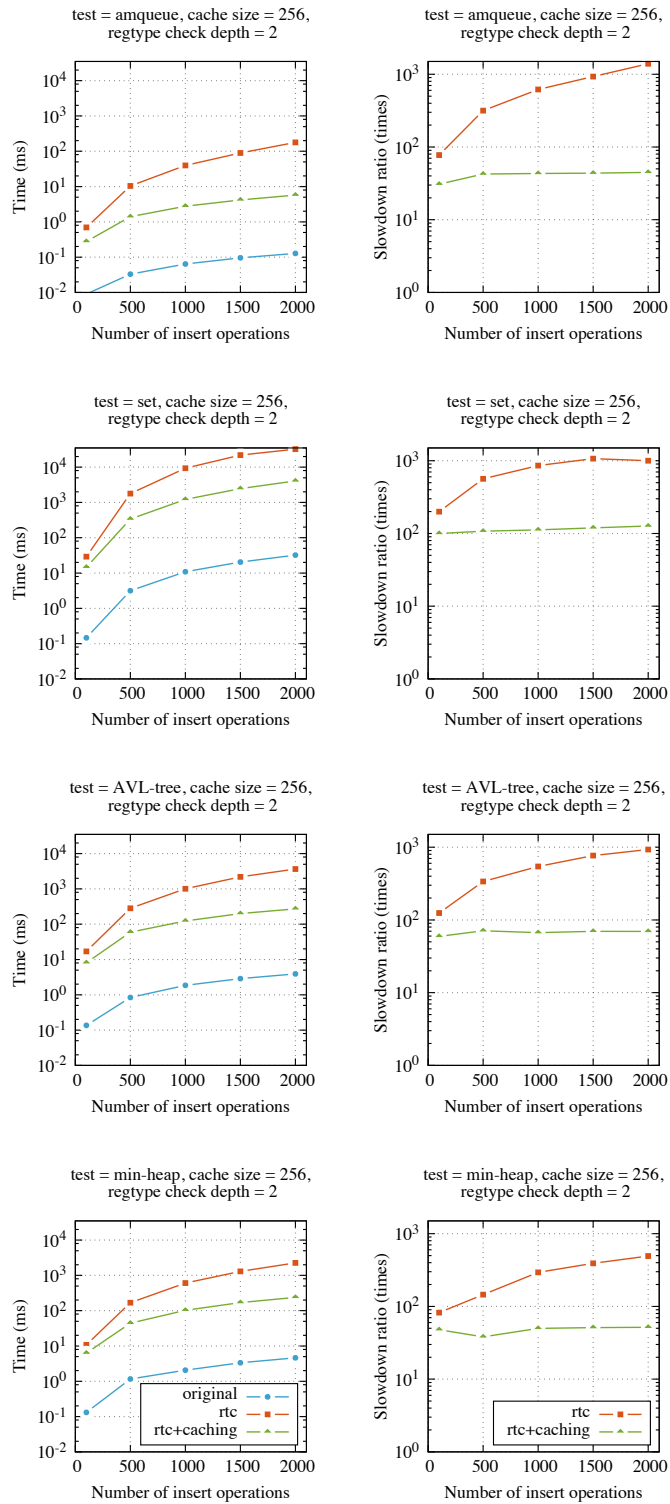 test = amqueue, cache size = 256,
regtype check depth = 2
Time (ms)
10^4
10^3
10^2
10^1
10^0
10^-1
10^-2
0 500 1000 1500 2000
Number of insert operations
test = amqueue, cache size = 256,
regtype check depth = 2
Slowdown ratio (times)
10^3
10^2
10^1
10^0
0 500 1000 1500 2000
Number of insert operations
test = set, cache size = 256,
regtype check depth = 2
Time (ms)
10^4
10^3
10^2
10^1
10^0
10^-1
10^-2
0 500 1000 1500 2000
Number of insert operations
test = set, cache size = 256,
regtype check depth = 2
Slowdown ratio (times)
10^3
10^2
10^1
10^0
0 500 1000 1500 2000
Number of insert operations
test = AVL-tree, cache size = 256,
regtype check depth = 2
Time (ms)
10^4
10^3
10^2
10^1
10^0
10^-1
10^-2
0 500 1000 1500 2000
Number of insert operations
test = AVL-tree, cache size = 256,
regtype check depth = 2
Slowdown ratio (times)
10^3
10^2
10^1
10^0
0 500 1000 1500 2000
Number of insert operations
test = min-heap, cache size = 256,
regtype check depth = 2
Time (ms)
10^4
10^3
10^2
10^1
10^0
10^-1
10^-2
original
rtc
rtc+caching
0 500 1000 1500 2000
Number of insert operations
test = min-heap, cache size = 256,
regtype check depth = 2
Slowdown ratio (times)
10^3
10^2
10^1
10^0
rtc
rtc+caching
0 500 1000 1500 2000
Number of insert operations